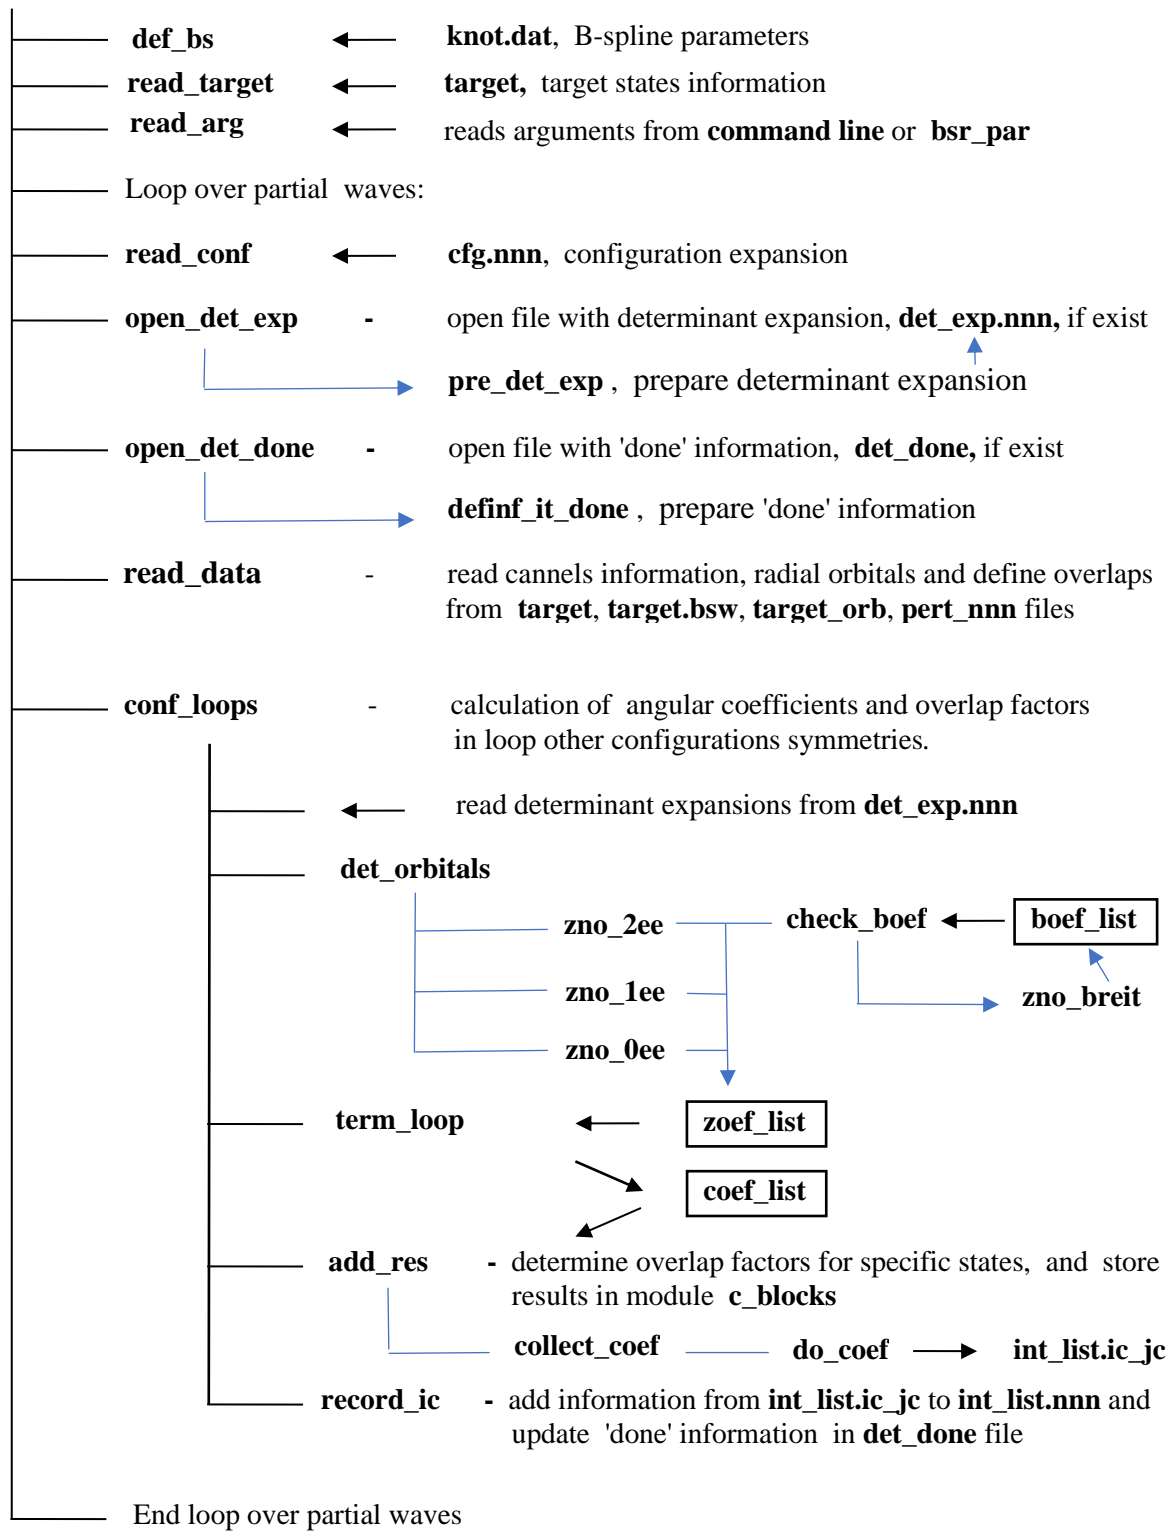 def_bs knot.dat, B-spline parameters
read_target target, target states information
read_arg reads arguments from command line or bsr_par
Loop over partial waves:
read_conf cfg.nnn, configuration expansion
open_det_exp - open file with determinant expansion, det_exp.nnn, if exist
pre_det_exp , prepare determinant expansion
open_det_done - open file with 'done' information, det_done, if exist
definf_it_done , prepare 'done' information
read_data - read cannels information, radial orbitals and define overlaps
from target, target.bsw, target_orb, pert_nnn files
conf_loops - calculation of angular coefficients and overlap factors
in loop other configurations symmetries.
read determinant expansions from det_exp.nnn
det_orbitals
zno_2ee check_boef boef_list
zno_1ee zno_breit
zno_0ee
term_loop zoef_list
coef_list
add_res - determine overlap factors for specific states, and store
results in module c_blocks
collect_coef do_coef int_list.ic_jc
record_ic - add information from int_list.ic_jc to int_list.nnn and
update 'done' information in det_done file
End loop over partial waves